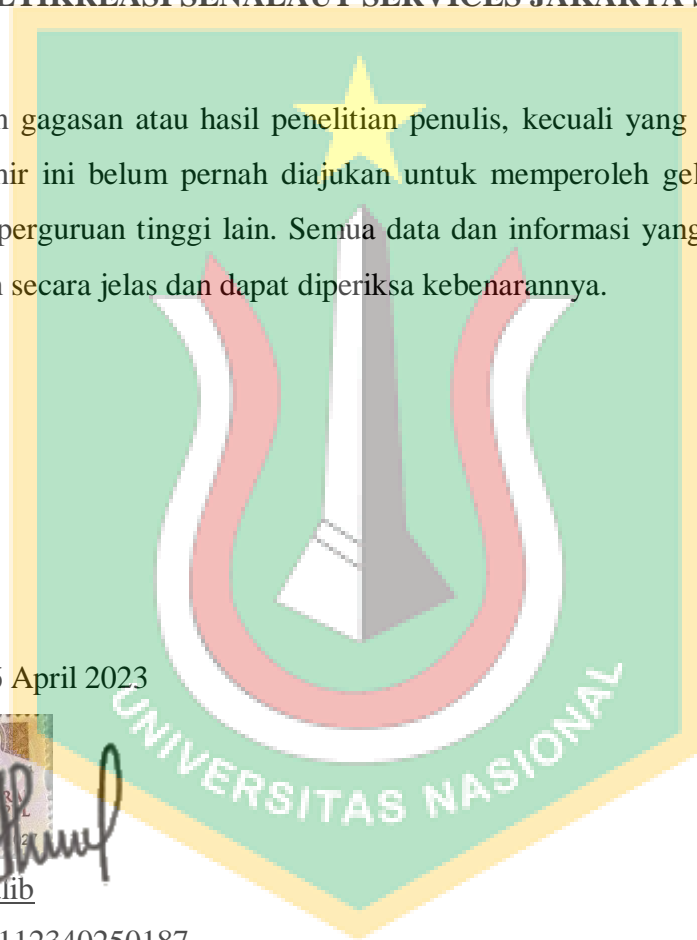 SENALAUT SERVICES JAKARTA
gagasan atau hasil penelitian penulis, kecuali yang
hir ini belum pernah diajukan untuk memperoleh gel
perguruan tinggi lain. Semua data dan informasi yang
secara jelas dan dapat diperiksa kebenarannya.
April 2023
UNIVERSITAS NASIONAL
lib
112340250187